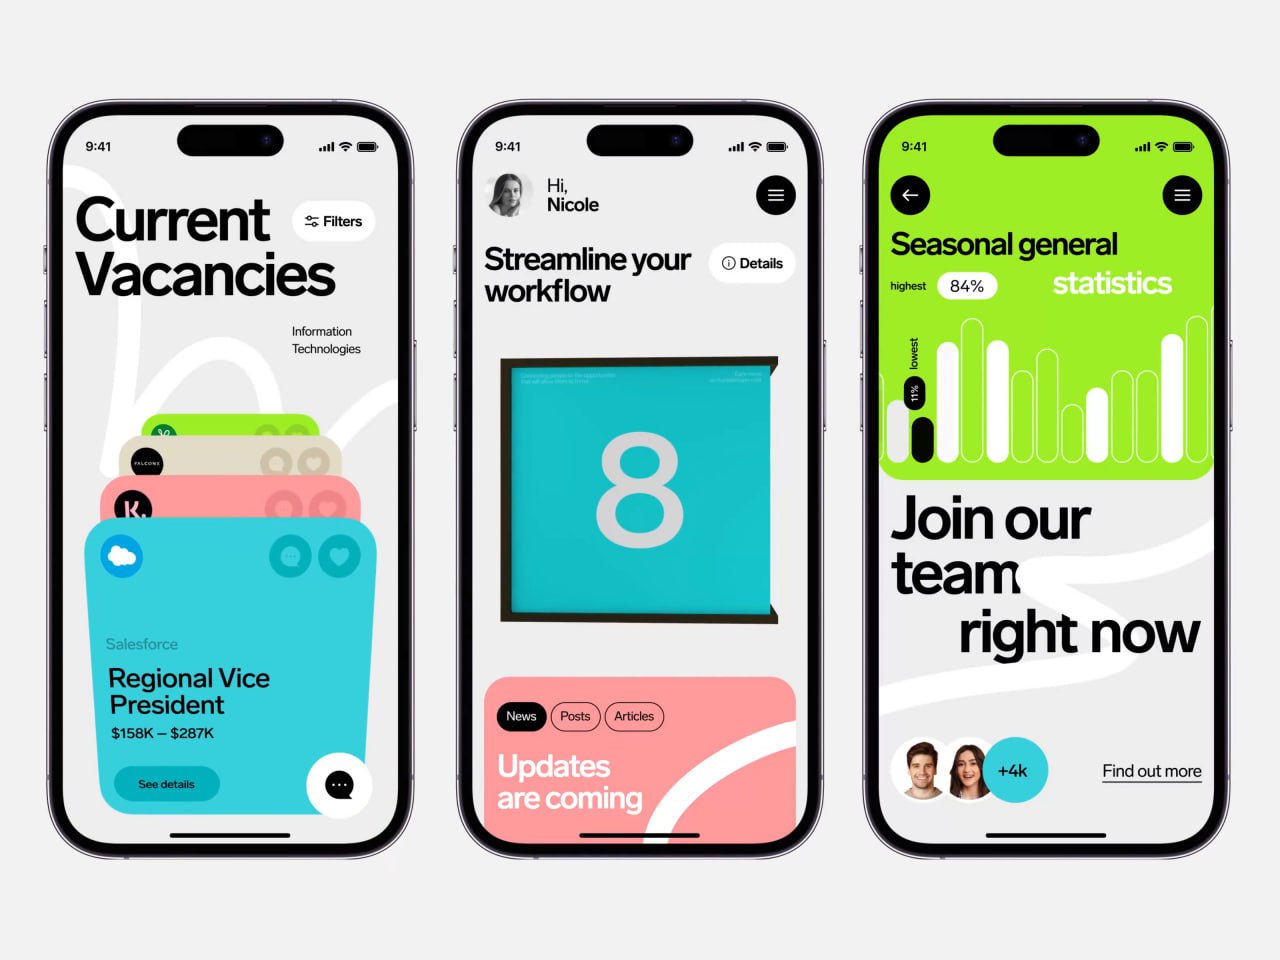 9:41
Current
Vacancies
Filters
Information
Technologies
FALCONS
K.
Salesforce
Regional Vice
President
$158K – $287K
See details
9:41
Hi,
Nicole
Streamline your
workflow
Details
8
News
Posts
Articles
Updates
are coming
9:41
Seasonal general
statistics
highest
84%
lowest
11%
Join our
team
right now
+4k
Find out more